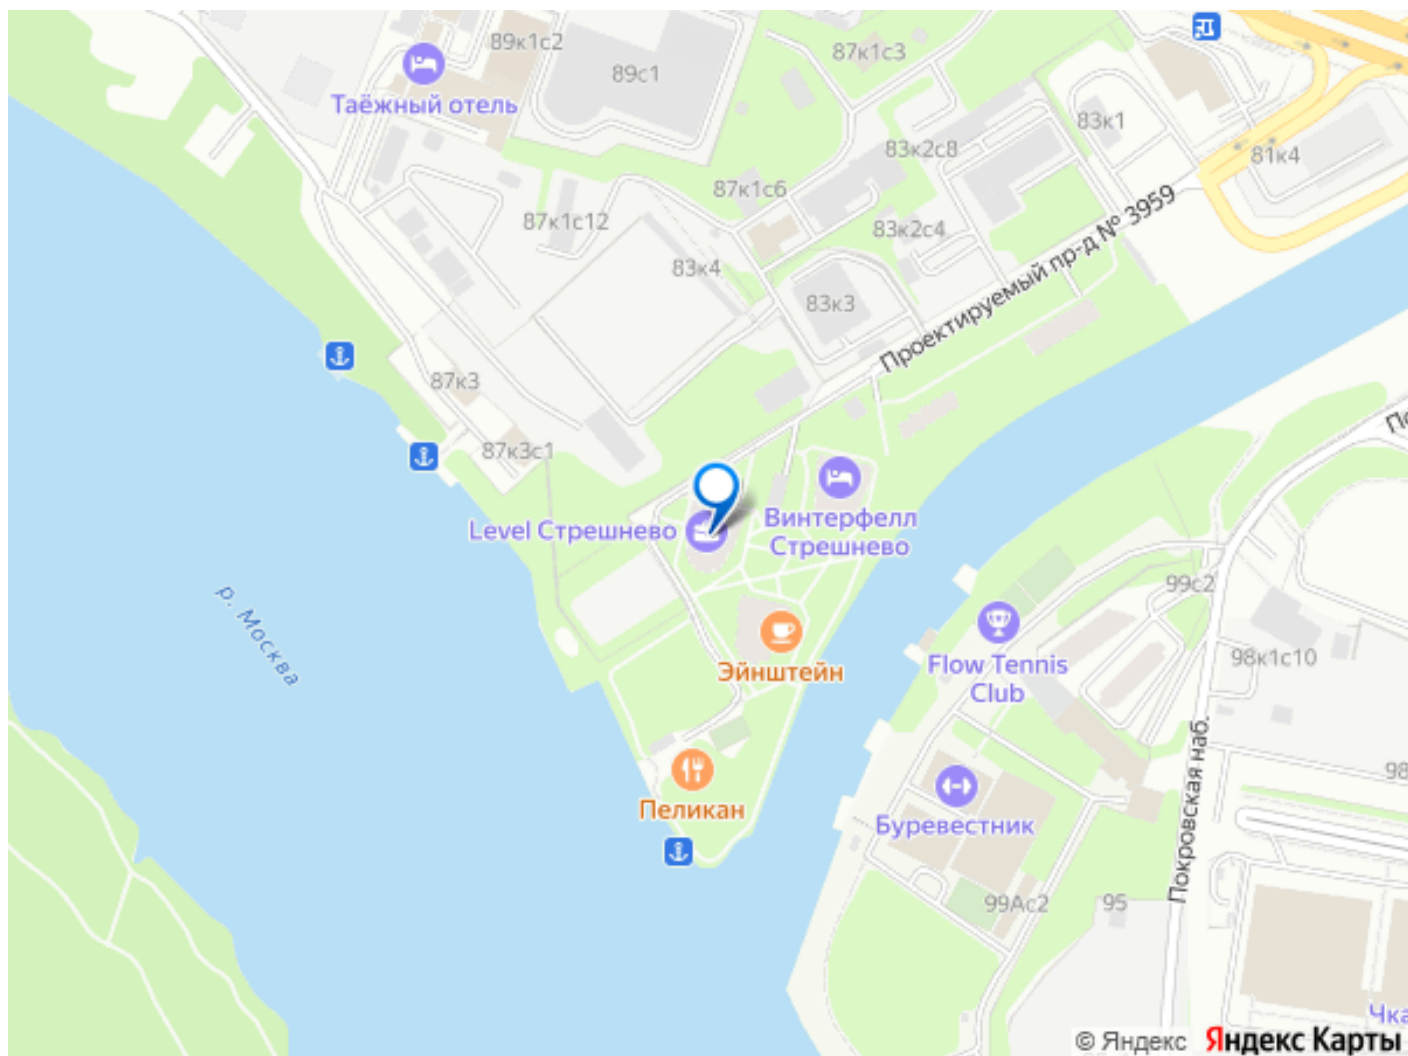 89к1с2
87к1с3
89с1
Таёжный отель
83к1
83к2с8
81к4
87к1с6
87к1с12
83к2с4
Проектируемый пр-д № 3959
83к4
83к3
87к3
87к3с1
Level Стрешнево
Винтерфелл
Стрешнево
р. Москва
99с2
Эйнштейн
Flow Tennis
Club
98к1с10
Пеликан
Буревестник
Покровская наб.
99Ас2
95
© Яндекс
Яндекс Карты